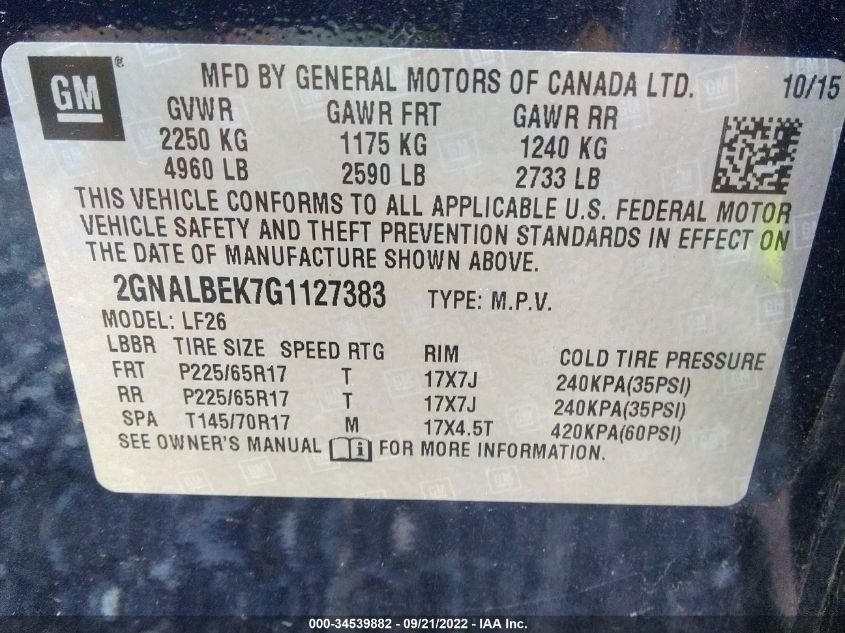 GM ® MFD BY GENERAL MOTORS OF CANADA LTD. 10/15
GVWR GAWR FRT GAWR RR
2250 KG 1175 KG 1240 KG
4960 LB 2590 LB 2733 LB
THIS VEHICLE CONFORMS TO ALL APPLICABLE U.S. FEDERAL MOTOR
VEHICLE SAFETY AND THEFT PREVENTION STANDARDS IN EFFECT ON
THE DATE OF MANUFACTURE SHOWN ABOVE.
2GNALBEK7G1127383 TYPE: M.P.V.
MODEL: LF26
LBBR TIRE SIZE SPEED RTG RIM COLD TIRE PRESSURE
FRT P225/65R17 T 17X7J 240KPA(35PSI)
RR P225/65R17 T 17X7J 240KPA(35PSI)
SPA T145/70R17 M 17X4.5T 420KPA(60PSI)
SEE OWNER'S MANUAL i FOR MORE INFORMATION.
000-34539882 - 09/21/2022 - IAA Inc.